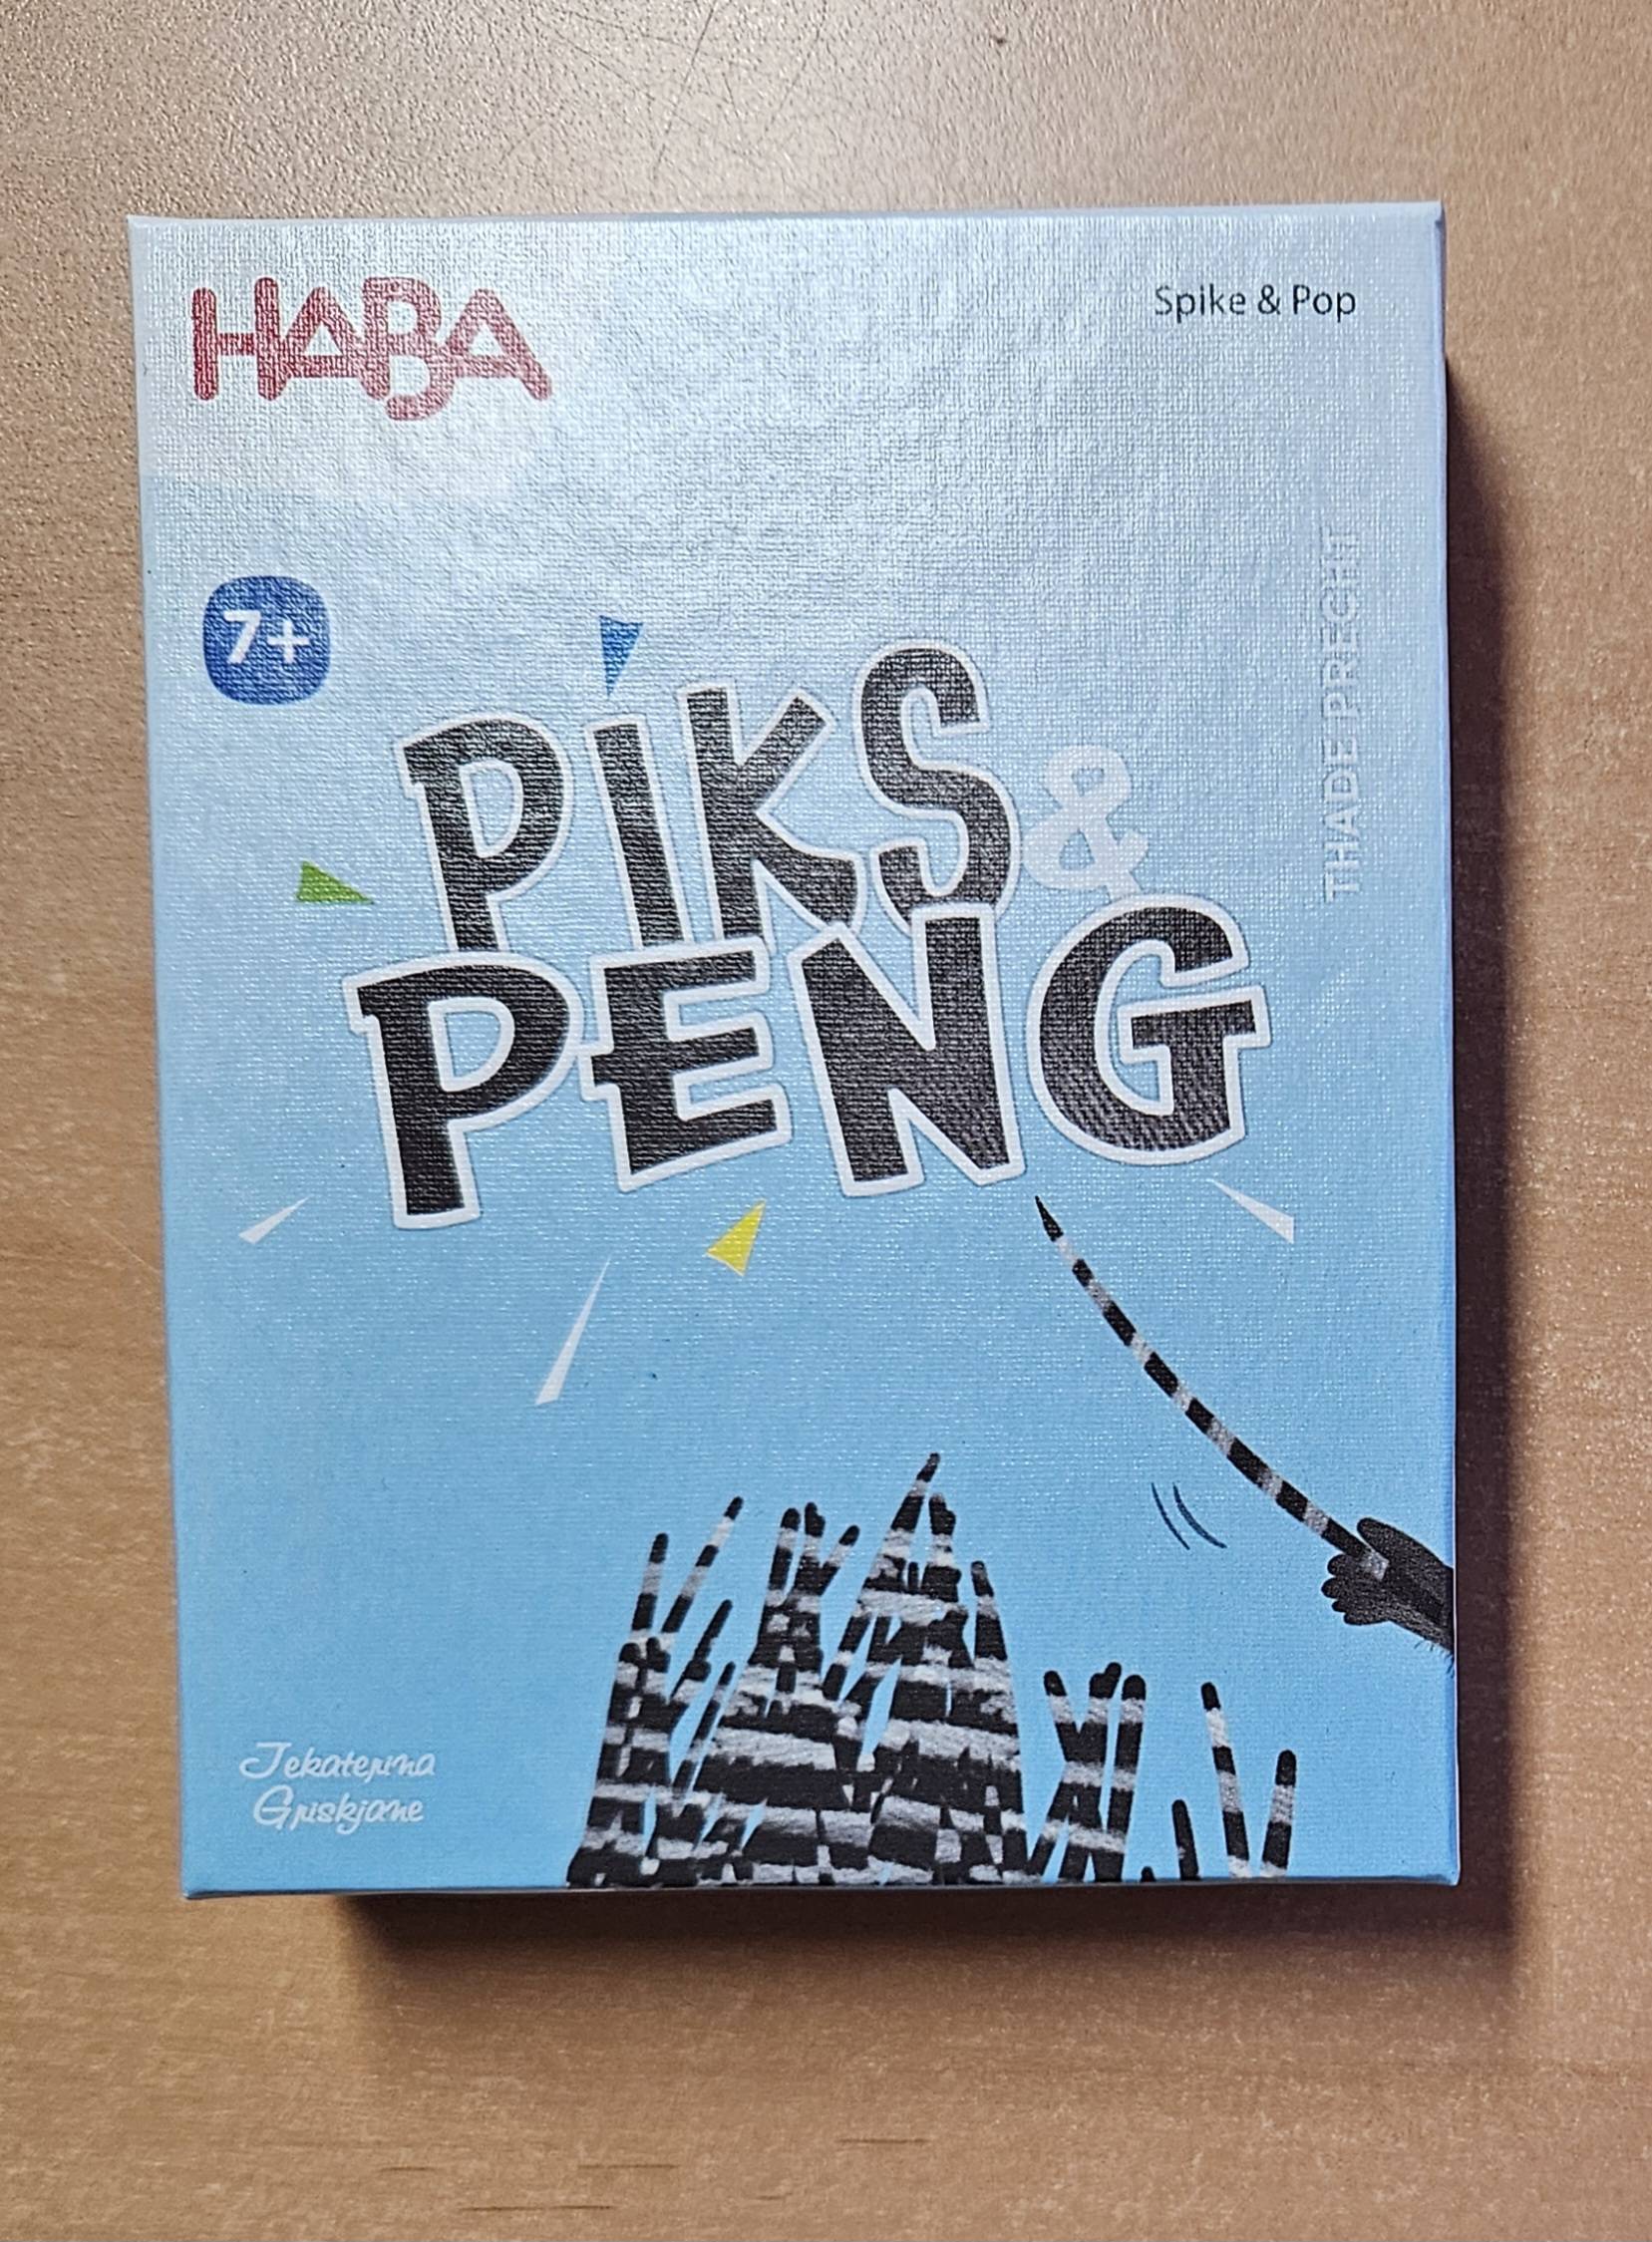 HABA
Spike & Pop
7+
THADE PRECHT
PIKS &
PENG
Jekaterina
Griskjane